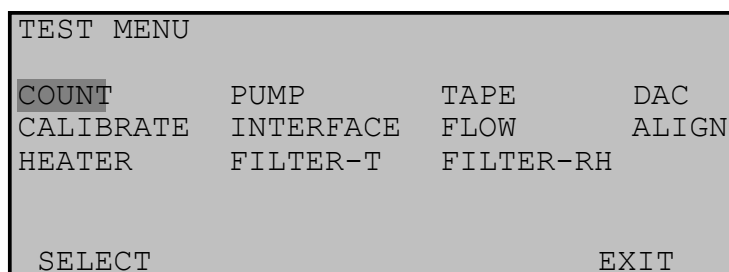 TEST MENU
COUNT PUMP TAPE DAC
CALIBRATE INTERFACE FLOW ALIGN
HEATER FILTER-T FILTER-RH
SELECT EXIT